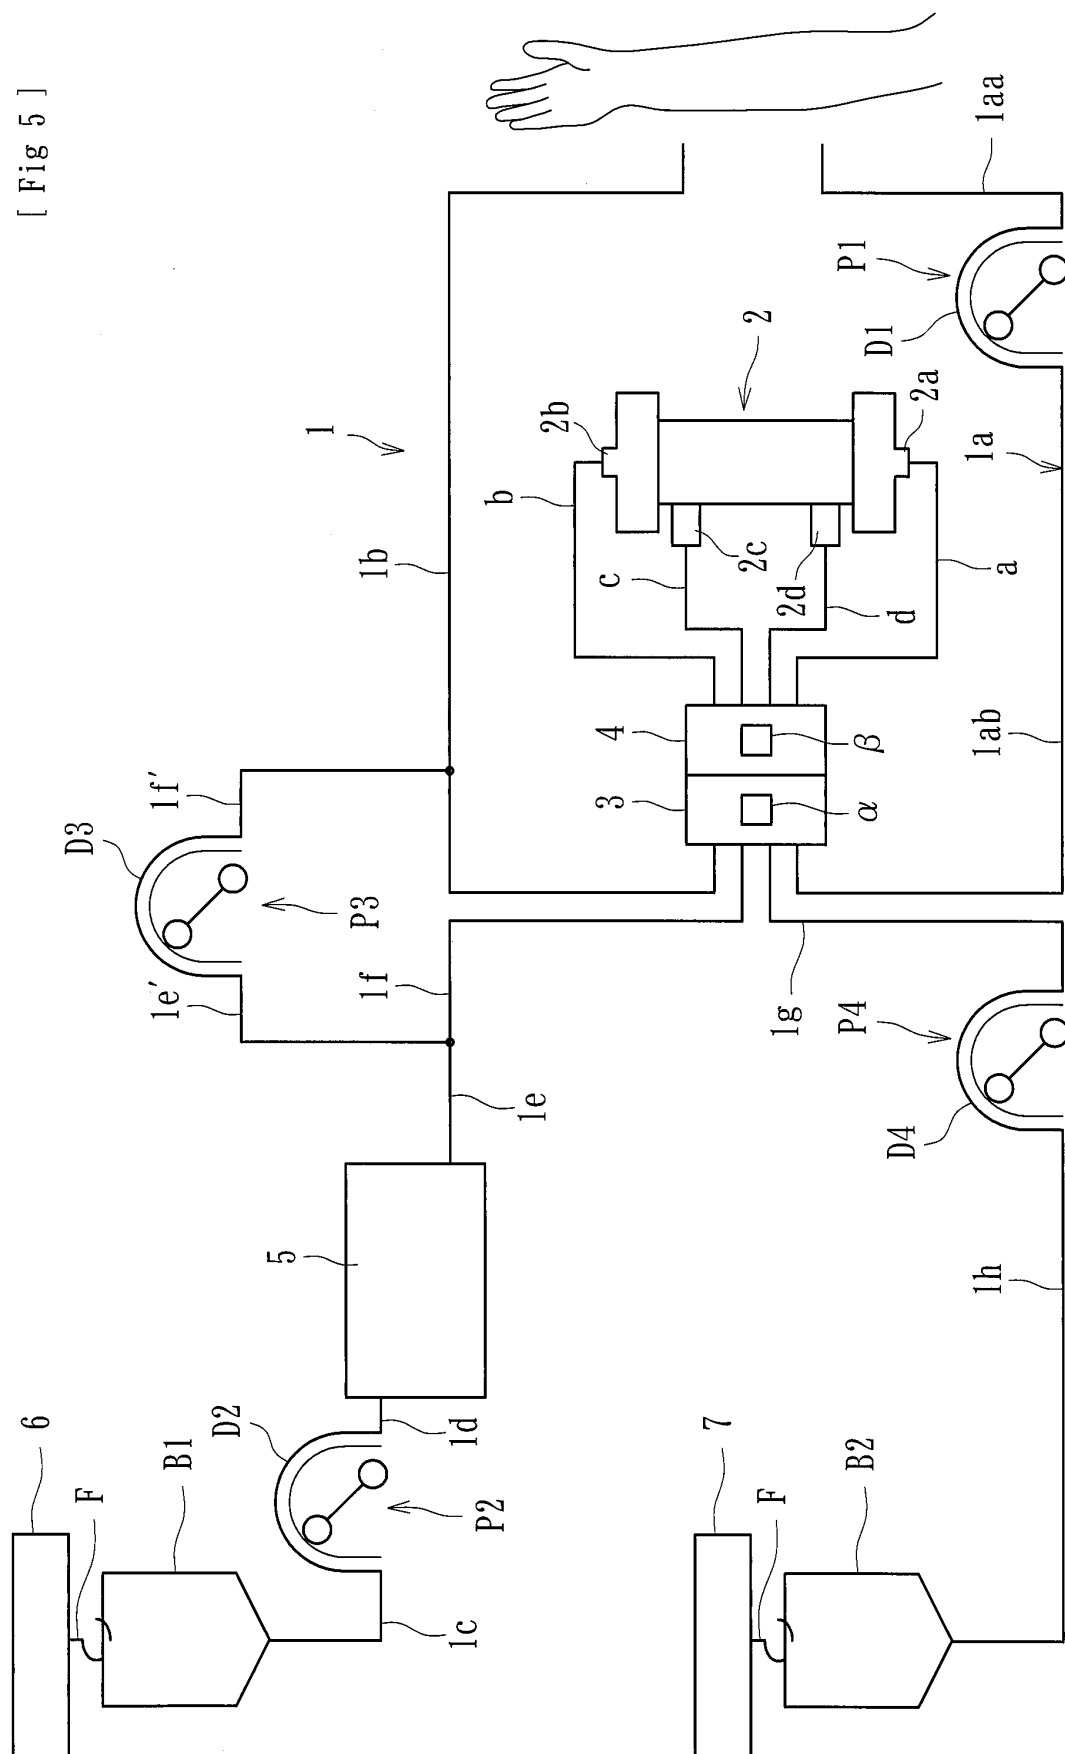 [Fig 5]
6
F
B1
1c
D2
1d
P2
5
1e
1e′
D3
P3
1f′
1f
1b
1
7
F
B2
1h
D4
P4
1g
3
α
4
β
b
2b
c
2c
2
2d
d
a
2a
1ab
1a
D1
P1
1aa